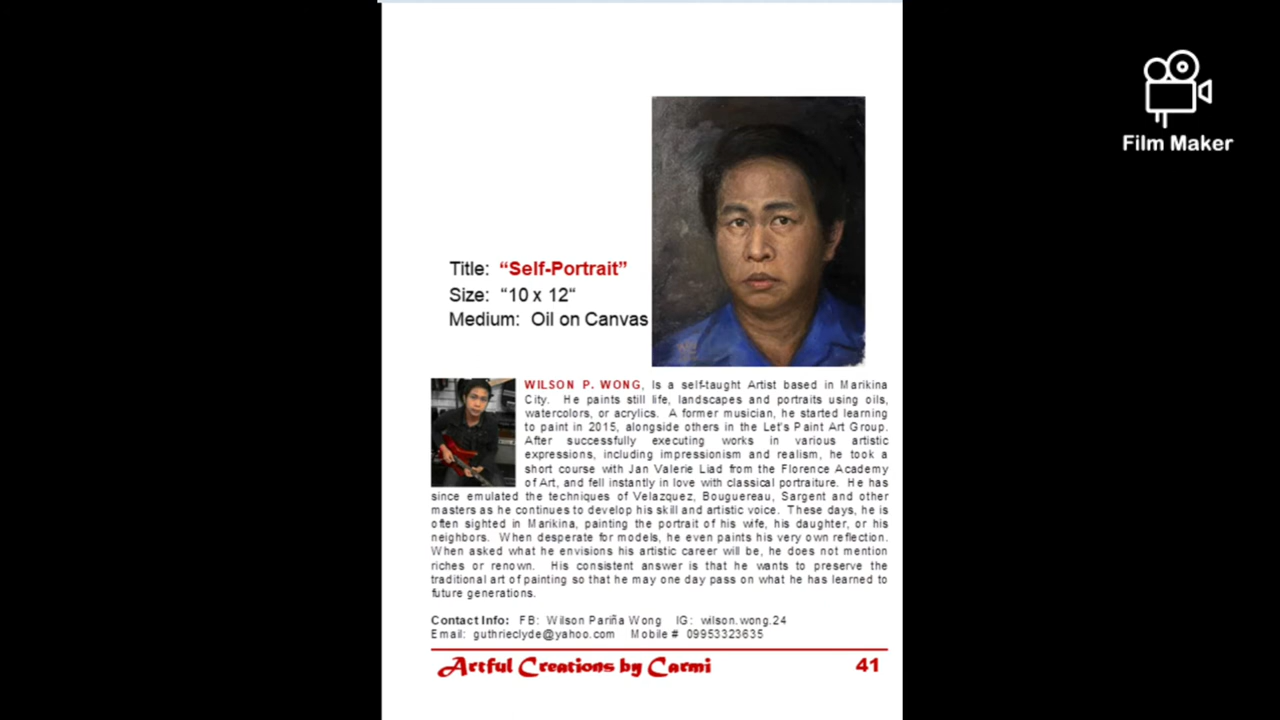 Film Maker
Title: “Self-Portrait”
Size: “10 x 12“
Medium: Oil on Canvas
WILSON P. WONG, Is a self-taught Artist based in Marikina
City. He paints still life, landscapes and portraits using oils,
watercolors, or acrylics. A former musician, he started learning
to paint in 2015, alongside others in the Let's Paint Art Group.
After successfully executing works in various artistic
expressions, including impressionism and realism, he took a
short course with Jan Valerie Liad from the Florence Academy
of Art, and fell instantly in love with classical portraiture. He has
since emulated the techniques of Velazquez, Bouguereau, Sargent and other
masters as he continues to develop his skill and artistic voice. These days, he is
often sighted in Marikina, painting the portrait of his wife, his daughter, or his
neighbors. When desperate for models, he even paints his very own reflection.
When asked what he envisions his artistic career will be, he does not mention
riches or renown. His consistent answer is that he wants to preserve the
traditional art of painting so that he may one day pass on what he has learned to
future generations.
Contact Info: FB: Wilson Pariña Wong IG: wilson.wong.24
Email: guthrieclyde@yahoo.com Mobile # 09953323635
Artful Creations by Carmi 41